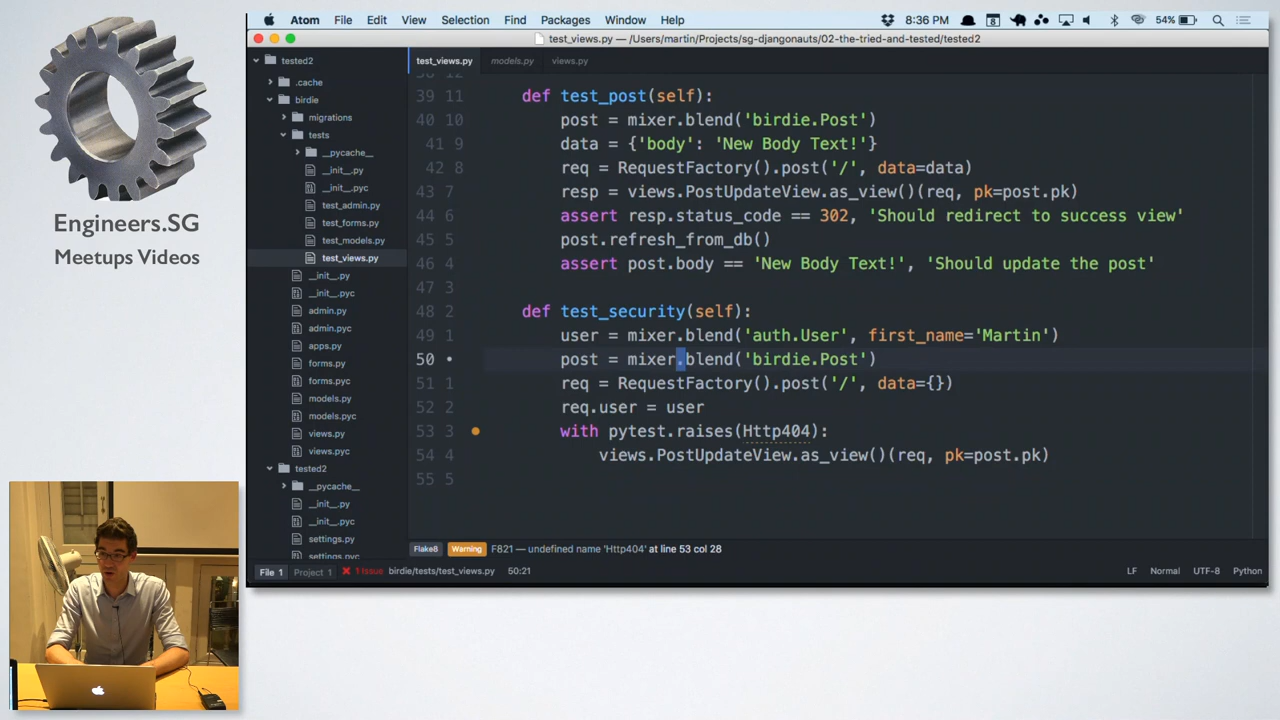 Atom File Edit View Selection Find Packages Window Help 8:36 PM 54%
test_views.py — /Users/martin/Projects/sg-djangonauts/02-the-tried-and-tested/tested2
tested2
.cache
birdie
migrations
tests
__pycache__
__init__.py
__init__.pyc
test_admin.py
test_forms.py
test_models.py
test_views.py
__init__.py
__init__.pyc
admin.py
admin.pyc
apps.py
forms.py
forms.pyc
models.py
models.pyc
views.py
views.pyc
tested2
__pycache__
__init__.py
__init__.pyc
settings.py
settings.pyc
test_views.py models.py views.py
39 11 def test_post(self):
40 10 post = mixer.blend('birdie.Post')
41 9 data = {'body': 'New Body Text!'}
42 8 req = RequestFactory().post('/', data=data)
43 7 resp = views.PostUpdateView.as_view()(req, pk=post.pk)
44 6 assert resp.status_code == 302, 'Should redirect to success view'
45 5 post.refresh_from_db()
46 4 assert post.body == 'New Body Text!', 'Should update the post'
47 3
48 2 def test_security(self):
49 1 user = mixer.blend('auth.User', first_name='Martin')
50 • post = mixer.blend('birdie.Post')
51 1 req = RequestFactory().post('/', data={})
52 2 req.user = user
53 3 with pytest.raises(Http404):
54 4 views.PostUpdateView.as_view()(req, pk=post.pk)
55 5
Flake8 Warning F821 — undefined name 'Http404' at line 53 col 28
File 1 Project 1 1 Issue birdie/tests/test_views.py 50:21 LF Normal UTF-8 Python
Engineers.SG
Meetups Videos